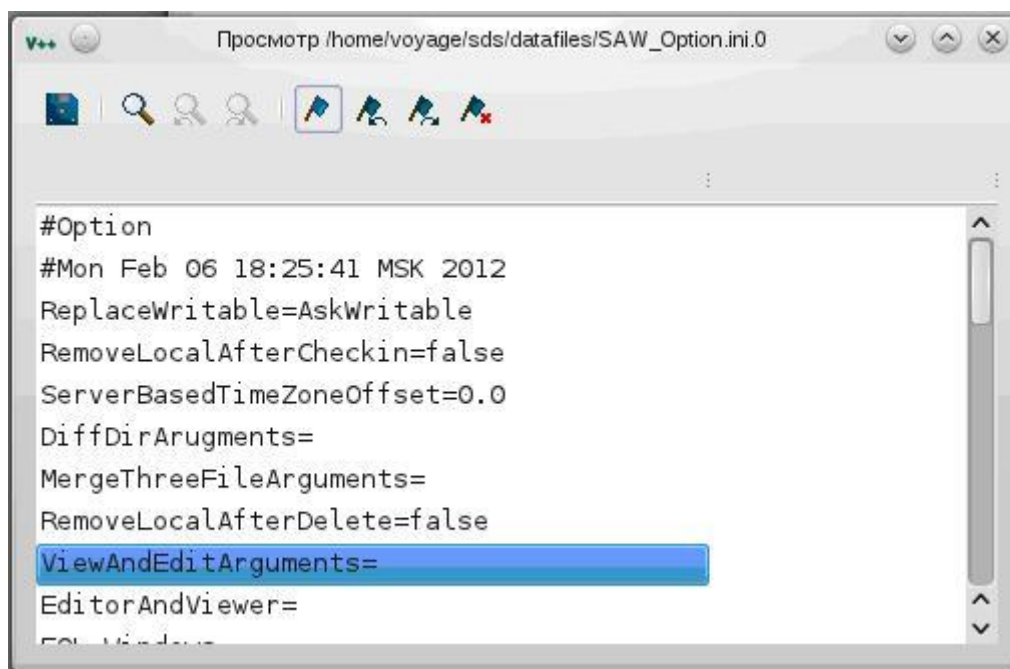 V++ Просмотр /home/voyage/sds/datafiles/SAW_Option.ini.0
#Option
#Mon Feb 06 18:25:41 MSK 2012
ReplaceWritable=AskWritable
RemoveLocalAfterCheckin=false
ServerBasedTimeZoneOffset=0.0
DiffDirArugments=
MergeThreeFileArguments=
RemoveLocalAfterDelete=false
ViewAndEditArguments=
EditorAndViewer=